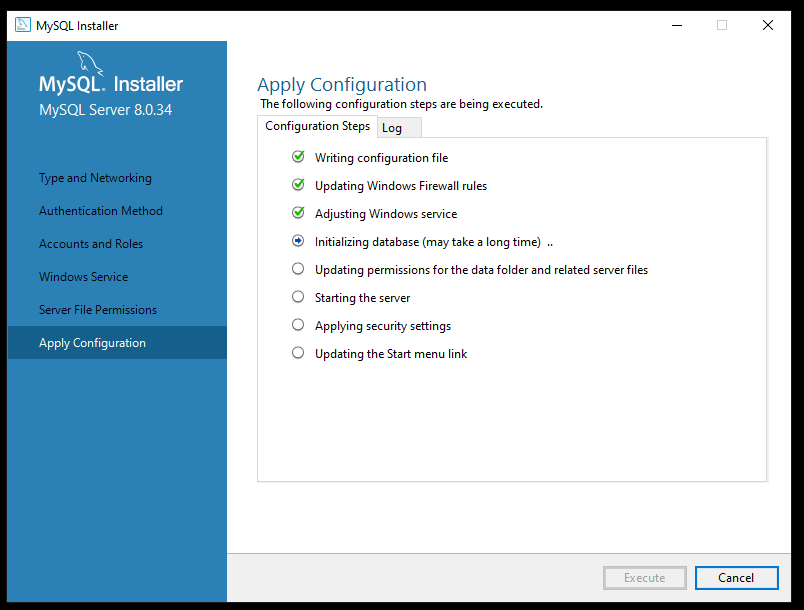 MySQL Installer
MySQL. Installer
MySQL Server 8.0.34
Type and Networking
Authentication Method
Accounts and Roles
Windows Service
Server File Permissions
Apply Configuration
Apply Configuration
The following configuration steps are being executed.
Configuration Steps
Log
Writing configuration file
Updating Windows Firewall rules
Adjusting Windows service
Initializing database (may take a long time) ..
Updating permissions for the data folder and related server files
Starting the server
Applying security settings
Updating the Start menu link
Execute
Cancel